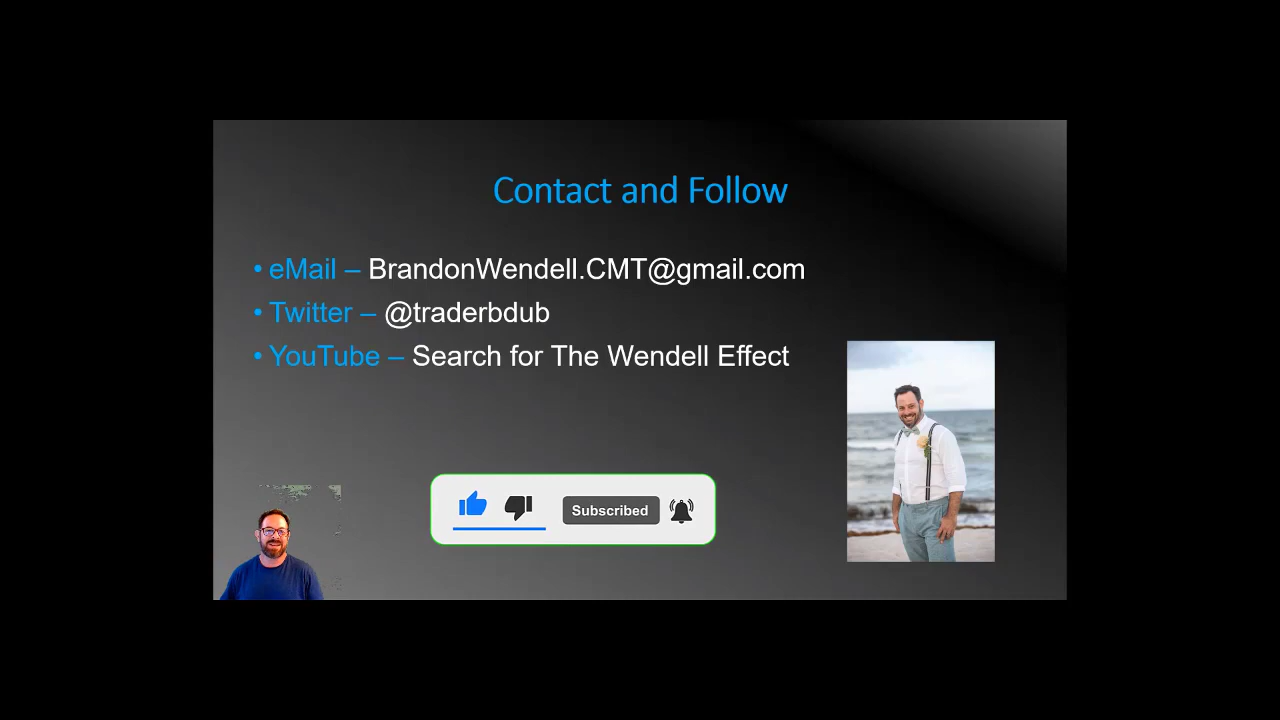 Contact and Follow
• eMail – BrandonWendell.CMT@gmail.com
• Twitter – @traderbdub
• YouTube – Search for The Wendell Effect
Subscribed